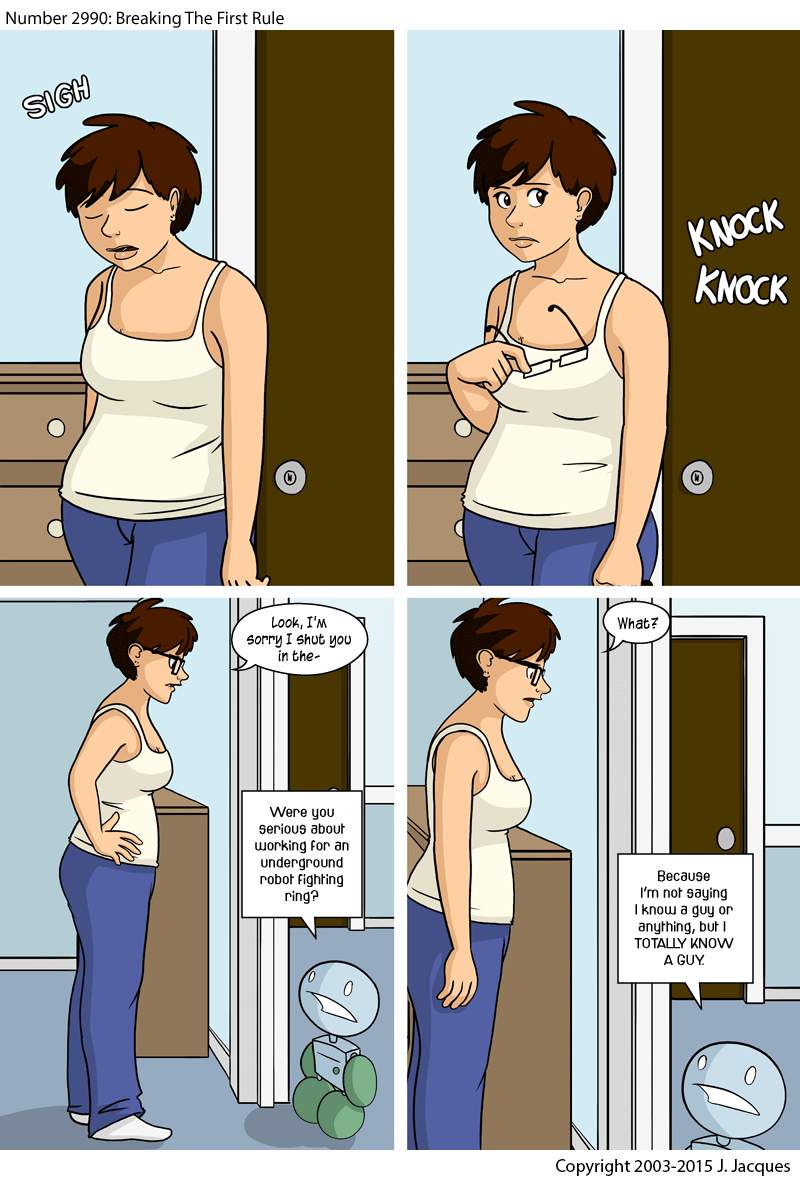 Number 2990: Breaking The First Rule
SIGH
KNOCK
KNOCK
Look, I'm
sorry I shut you
in the-
Were you
serious about
working for an
underground
robot fighting
ring?
What?
Because
I'm not saying
I know a guy or
anything, but I
TOTALLY KNOW
A GUY.
Copyright 2003-2015 J. Jacques